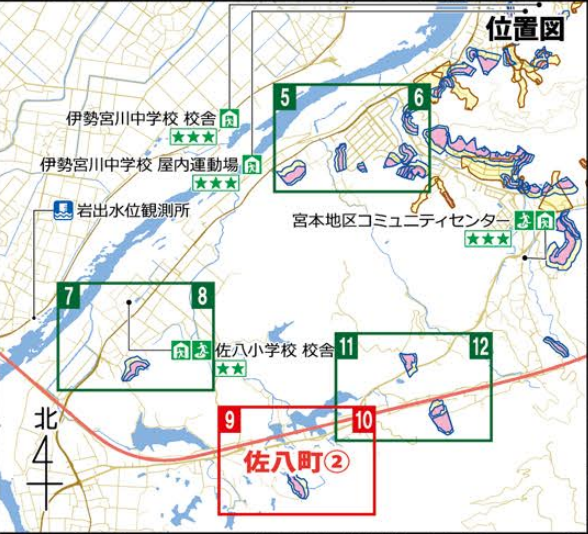 位置図
5
6
伊勢宮川中学校 校舎
★★★
伊勢宮川中学校 屋内運動場
★★★
岩出水位観測所
宮本地区コミュニティセンター
★★★
7
8
佐八小学校 校舎
★★
11
12
北
9
10
佐八町②